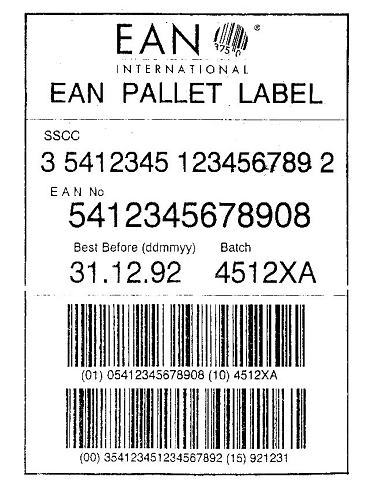 EAN
INTERNATIONAL
EAN PALLET LABEL
SSCC
3 5412345 123456789 2
EAN No
5412345678908
Best Before (ddmmyy) Batch
31.12.92 4512XA
(01) 05412345678908 (10) 4512XA
(00) 354123451234567892 (15) 921231